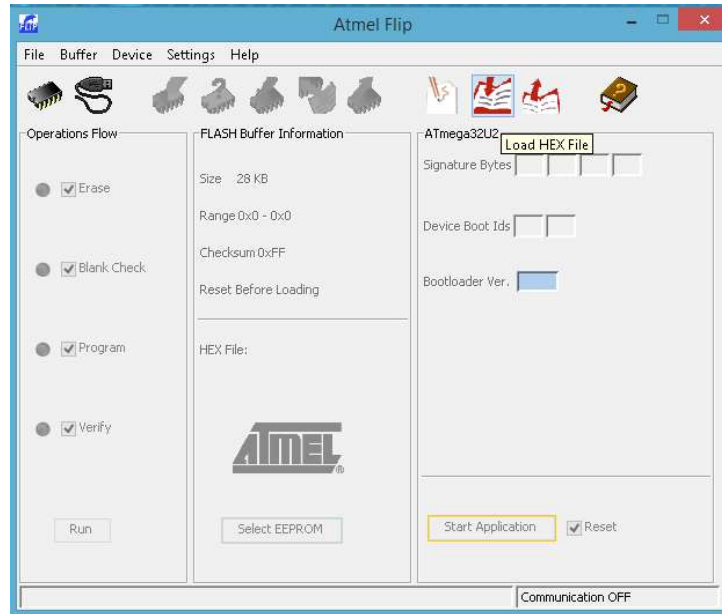 FLIP
Atmel Flip
File Buffer Device Settings Help
Load HEX File
Operations Flow
Erase
Blank Check
Program
Verify
Run
FLASH Buffer Information
Size 28 KB
Range 0x0 - 0x0
Checksum 0xFF
Reset Before Loading
HEX File:
ATMEL
®
Select EEPROM
ATmega32U2
Signature Bytes
Device Boot Ids
Bootloader Ver.
Start Application
Reset
Communication OFF